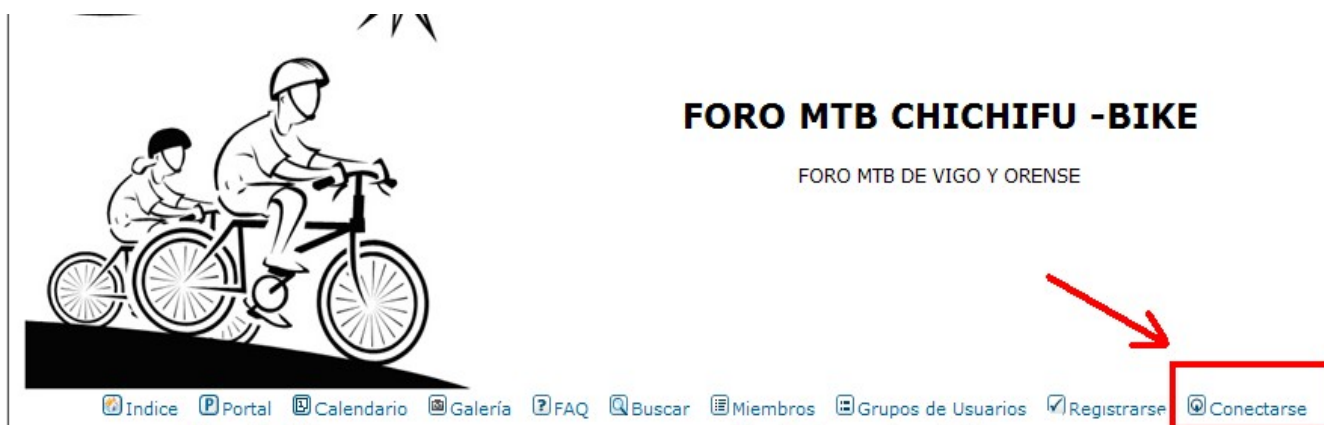 FORO MTB CHICHIFU -BIKE
FORO MTB DE VIGO Y ORENSE
Indice Portal Calendario Galería FAQ Buscar Miembros Grupos de Usuarios Registrarse Conectarse